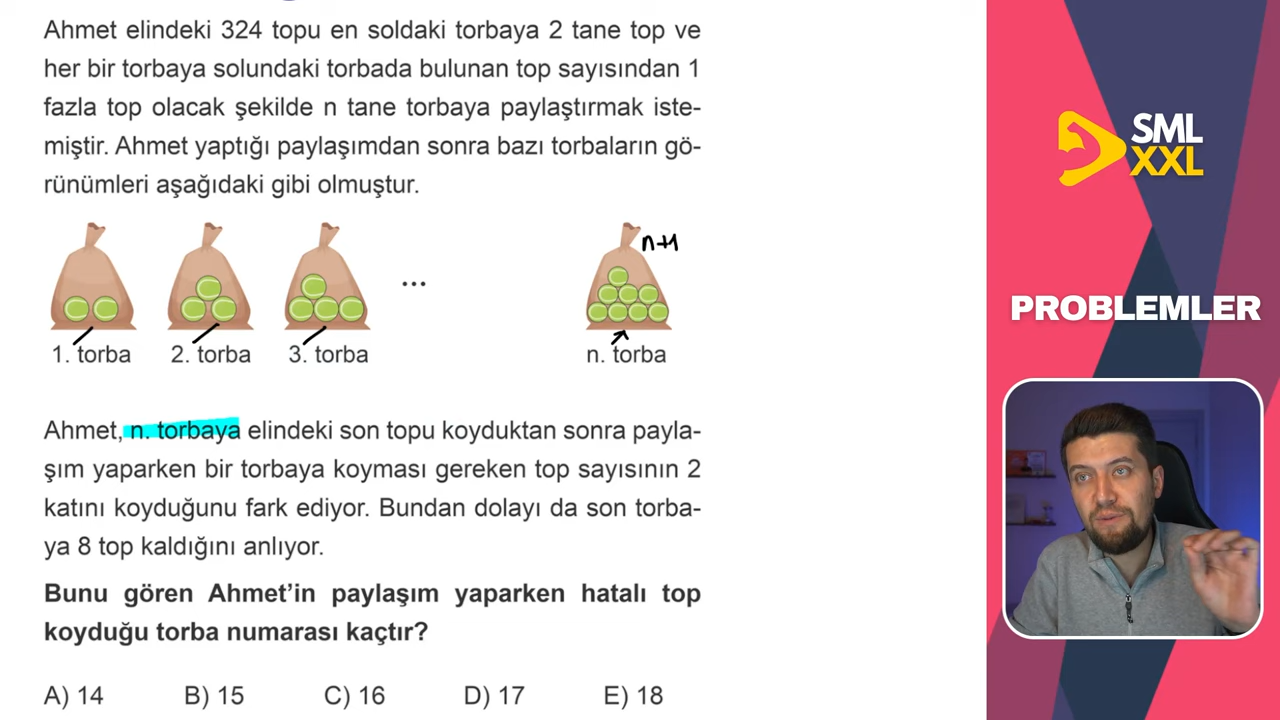 Ahmet elindeki 324 topu en soldaki torbaya 2 tane top ve
her bir torbaya solundaki torbada bulunan top sayısından 1
fazla top olacak şekilde n tane torbaya paylaştırmak iste-
miştir. Ahmet yaptığı paylaşımdan sonra bazı torbaların gö-
rünümleri aşağıdaki gibi olmuştur.
n+1
...
1. torba 2. torba 3. torba n. torba
Ahmet, n. torbaya elindeki son topu koyduktan sonra payla-
şım yaparken bir torbaya koyması gereken top sayısının 2
katını koyduğunu fark ediyor. Bundan dolayı da son torba-
ya 8 top kaldığını anlıyor.
Bunu gören Ahmet’in paylaşım yaparken hatalı top
koyduğu torba numarası kaçtır?
A) 14 B) 15 C) 16 D) 17 E) 18
SML
XXL
PROBLEMLER